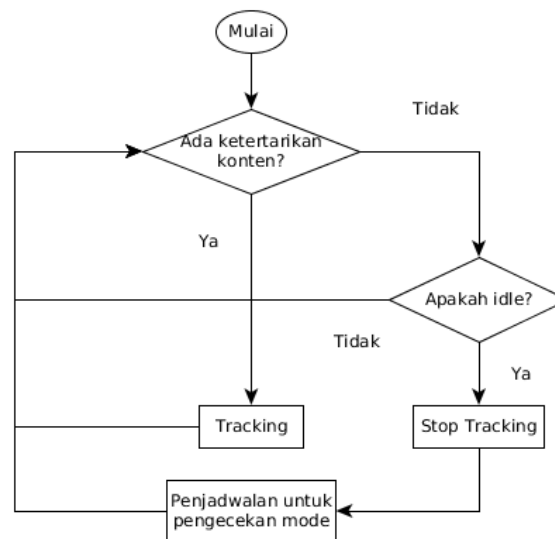 Mulai
Tidak
Ada ketertarikan
konten?
Ya
Apakah idle?
Tidak
Ya
Tracking
Stop Tracking
Penjadwalan untuk
pengecekan mode